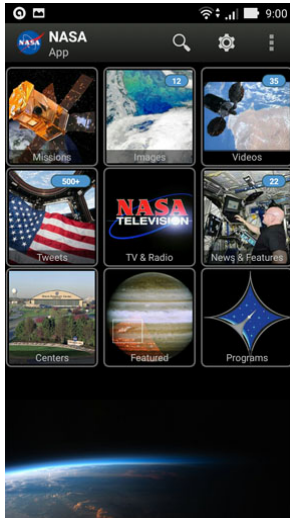 9:00
NASA
NASA
App
12
35
Missions
Images
Videos
500+
22
NASA
TELEVISION
Tweets
TV & Radio
News & Features
Centers
Featured
Programs